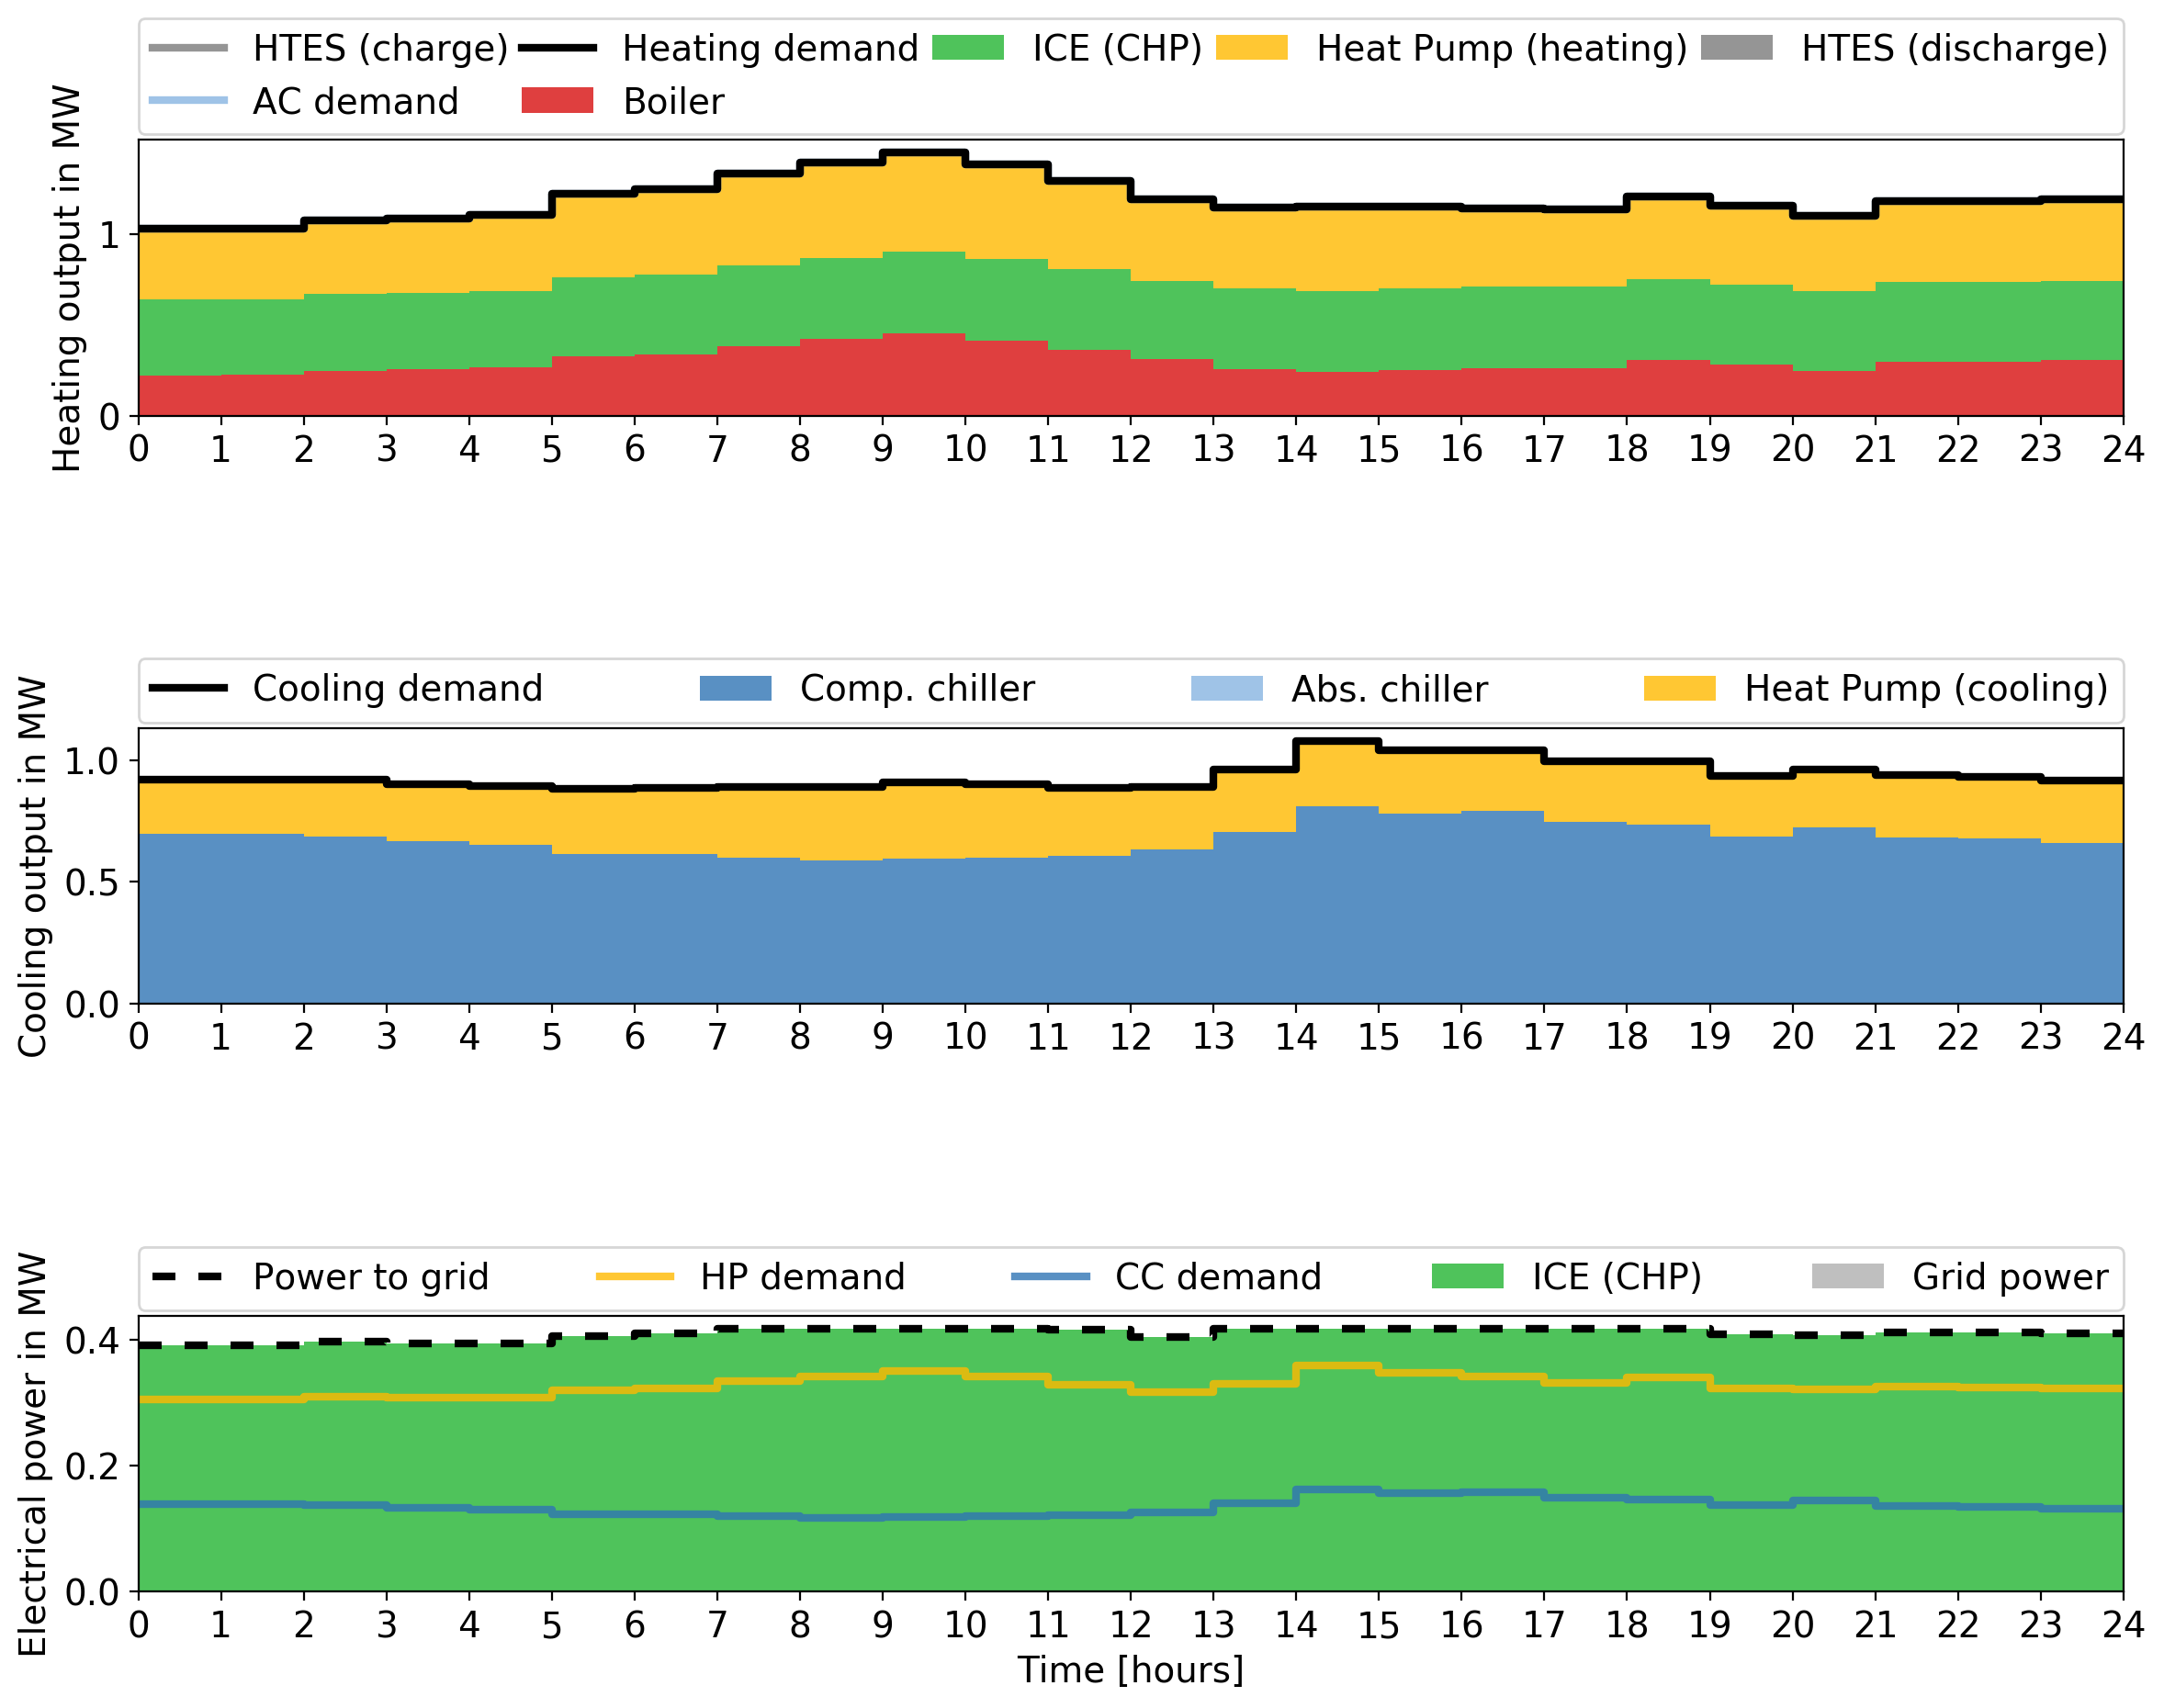 HTES (charge) Heating demand ICE (CHP) Heat Pump (heating) HTES (discharge)
AC demand Boiler
Heating output in MW
1
0
0 1 2 3 4 5 6 7 8 9 10 11 12 13 14 15 16 17 18 19 20 21 22 23 24
Cooling demand Comp. chiller Abs. chiller Heat Pump (cooling)
Cooling output in MW
1.0
0.5
0.0
0 1 2 3 4 5 6 7 8 9 10 11 12 13 14 15 16 17 18 19 20 21 22 23 24
Power to grid HP demand CC demand ICE (CHP) Grid power
Electrical power in MW
0.4
0.2
0.0
0 1 2 3 4 5 6 7 8 9 10 11 12 13 14 15 16 17 18 19 20 21 22 23 24
Time [hours]